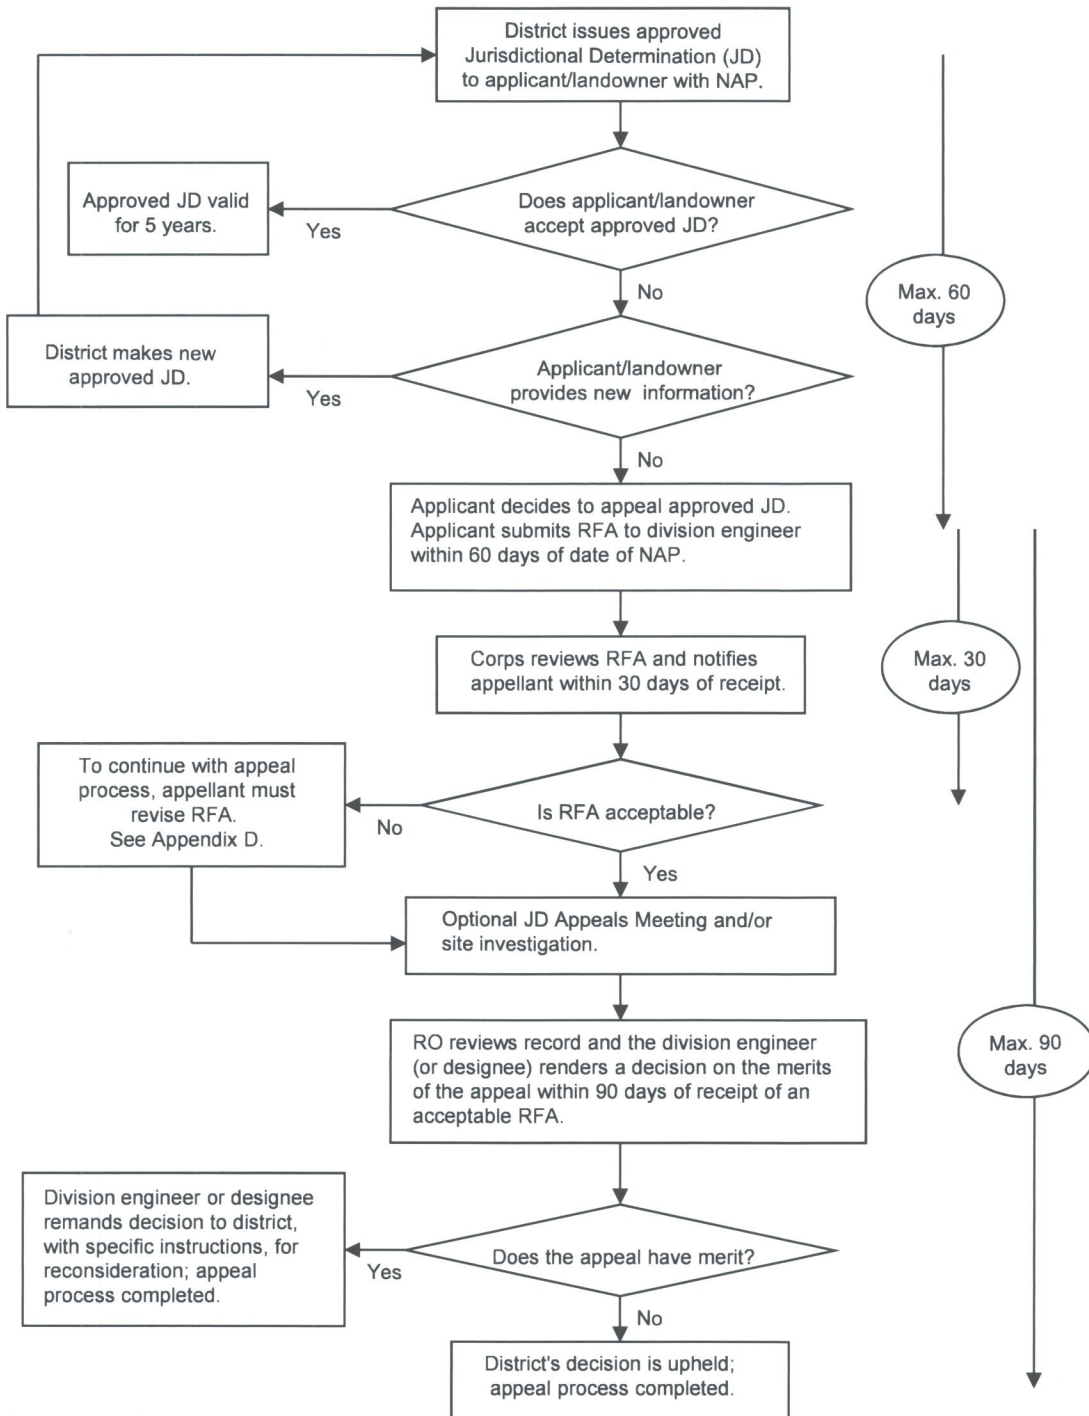 District issues approved
Jurisdictional Determination (JD)
to applicant/landowner with NAP.
Approved JD valid
for 5 years.
Yes
Does applicant/landowner
accept approved JD?
No
Max. 60
days
District makes new
approved JD.
Yes
Applicant/landowner
provides new information?
No
Applicant decides to appeal approved JD.
Applicant submits RFA to division engineer
within 60 days of date of NAP.
Corps reviews RFA and notifies
appellant within 30 days of receipt.
Max. 30
days
To continue with appeal
process, appellant must
revise RFA.
See Appendix D.
No
Is RFA acceptable?
Yes
Optional JD Appeals Meeting and/or
site investigation.
RO reviews record and the division engineer
(or designee) renders a decision on the merits
of the appeal within 90 days of receipt of an
acceptable RFA.
Max. 90
days
Division engineer or designee
remands decision to district,
with specific instructions, for
reconsideration; appeal
process completed.
Yes
Does the appeal have merit?
No
District's decision is upheld;
appeal process completed.